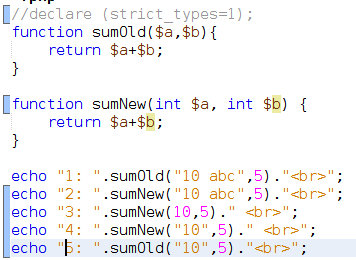 //declare (strict_types=1);
function sumOld($a,$b){
    return $a+$b;
}

function sumNew(int $a, int $b) {
    return $a+$b;
}

echo "1: ".sumOld("10 abc",5)."<br>";
echo "2: ".sumNew("10 abc",5)."<br>";
echo "3: ".sumNew(10,5)." <br>";
echo "4: ".sumNew("10",5)." <br>";
echo "5: ".sumOld("10",5)."<br>";